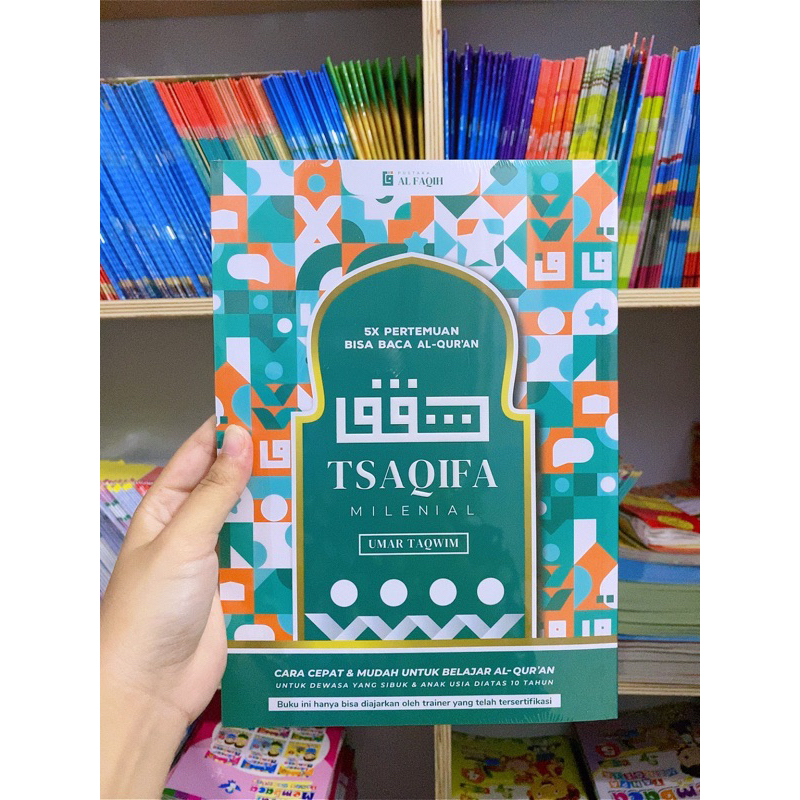 PUSTAKA
AL FAQIH
5X PERTEMUAN
BISA BACA AL-QUR'AN
TSAQIFA
MILENIAL
UMAR TAQWIM
CARA CEPAT & MUDAH UNTUK BELAJAR AL-QUR'AN
UNTUK DEWASA YANG SIBUK & ANAK USIA DIATAS 10 TAHUN
Buku ini hanya bisa diajarkan oleh trainer yang telah tersertifikasi